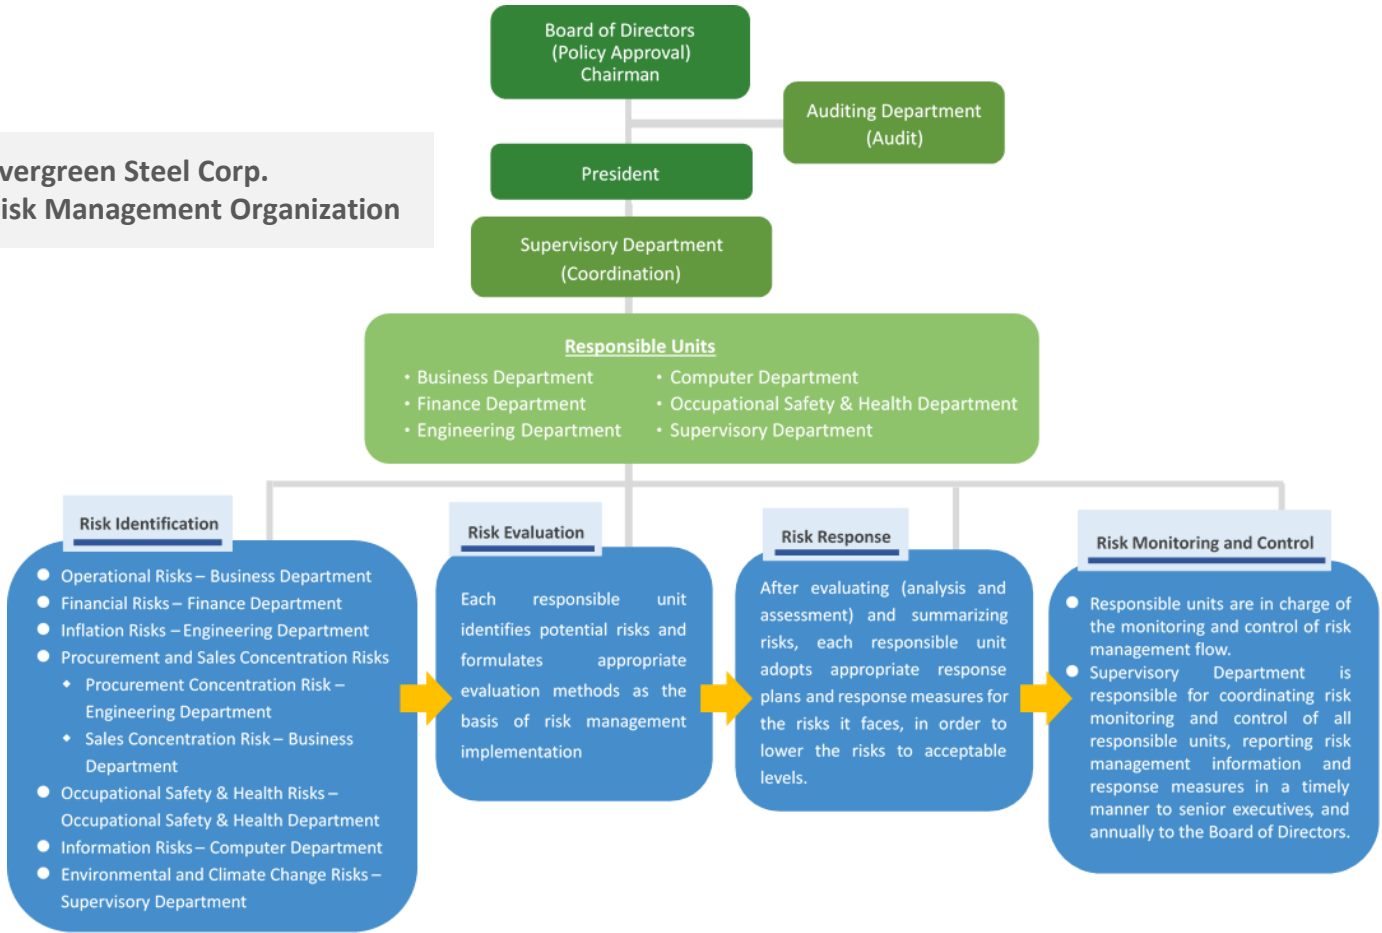 Board of Directors
(Policy Approval)
Chairman
Auditing Department
(Audit)
vergreen Steel Corp.
isk Management Organization
President
Supervisory Department
(Coordination)
Responsible Units
• Business Department
• Finance Department
• Engineering Department
• Computer Department
• Occupational Safety & Health Department
• Supervisory Department
Risk Identification
Operational Risks – Business Department
Financial Risks – Finance Department
Inflation Risks – Engineering Department
Procurement and Sales Concentration Risks
Procurement Concentration Risk –
Engineering Department
Sales Concentration Risk – Business
Department
Occupational Safety & Health Risks –
Occupational Safety & Health Department
Information Risks – Computer Department
Environmental and Climate Change Risks –
Supervisory Department
Risk Evaluation
Each responsible unit
identifies potential risks and
formulates appropriate
evaluation methods as the
basis of risk management
implementation
Risk Response
After evaluating (analysis and
assessment) and summarizing
risks, each responsible unit
adopts appropriate response
plans and response measures for
the risks it faces, in order to
lower the risks to acceptable
levels.
Risk Monitoring and Control
Responsible units are in charge of
the monitoring and control of risk
management flow.
Supervisory Department is
responsible for coordinating risk
monitoring and control of all
responsible units, reporting risk
management information and
response measures in a timely
manner to senior executives, and
annually to the Board of Directors.